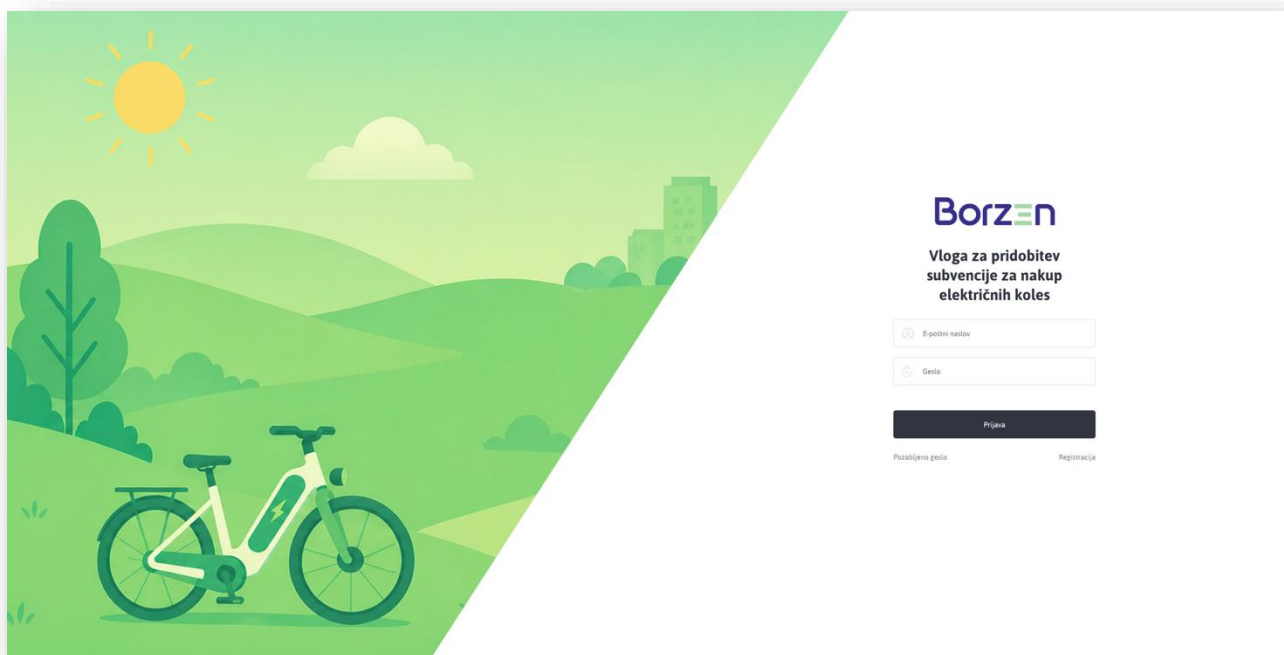 Borzen
Vloga za pridobitev
subvencije za nakup
električnih koles
E-poštni naslov
Geslo
Prijava
Pozabljeno geslo
Registracija